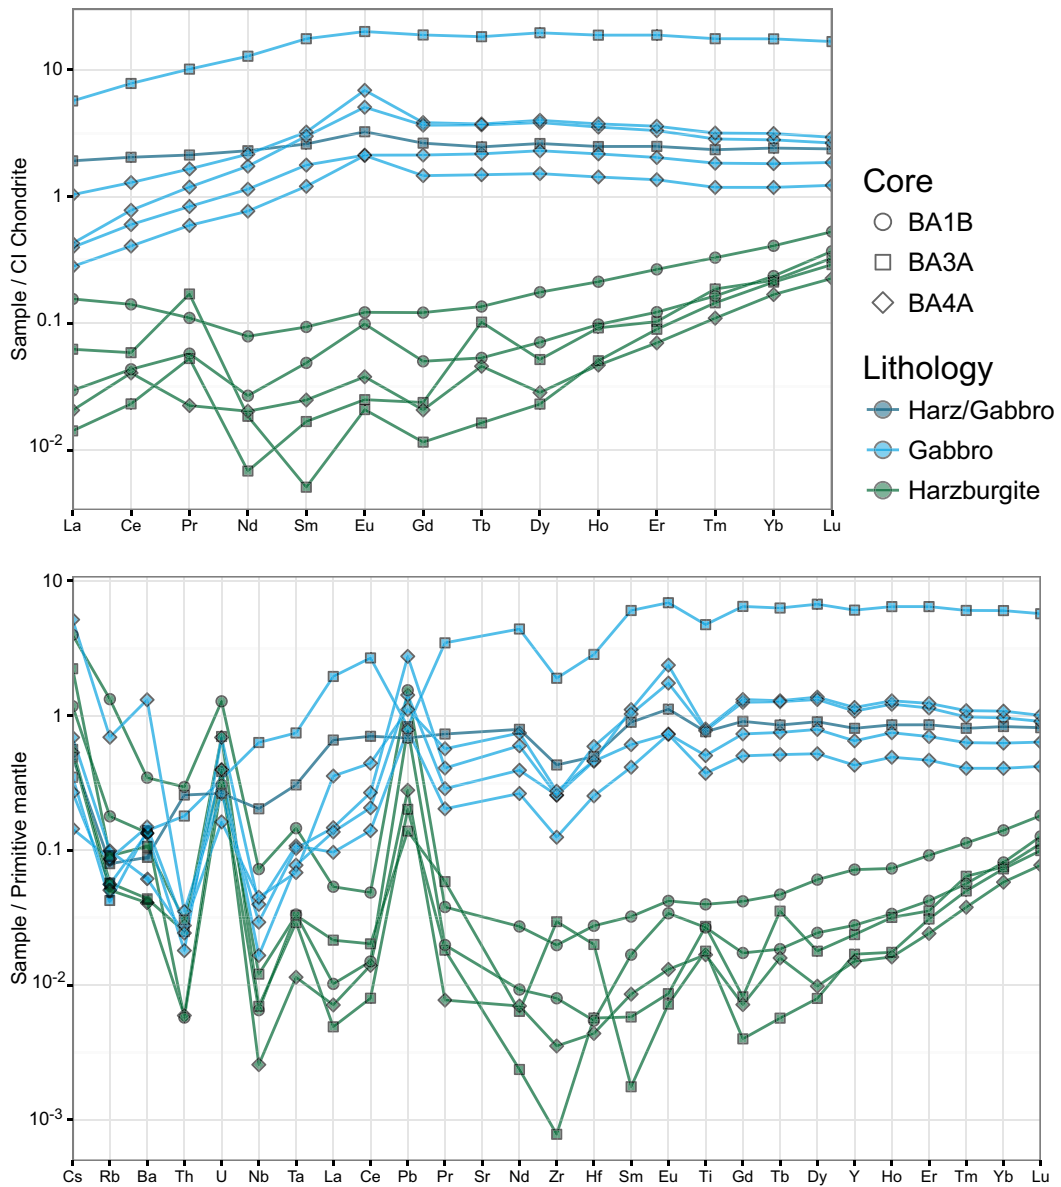 Sample / CI Chondrite
10
1
0.1
10-2
La Ce Pr Nd Sm Eu Gd Tb Dy Ho Er Tm Yb Lu
Core
BA1B
BA3A
BA4A
Lithology
Harz/Gabbro
Gabbro
Harzburgite
Sample / Primitive mantle
10
1
0.1
10-2
10-3
Cs Rb Ba Th U Nb Ta La Ce Pb Pr Sr Nd Zr Hf Sm Eu Ti Gd Tb Dy Y Ho Er Tm Yb Lu